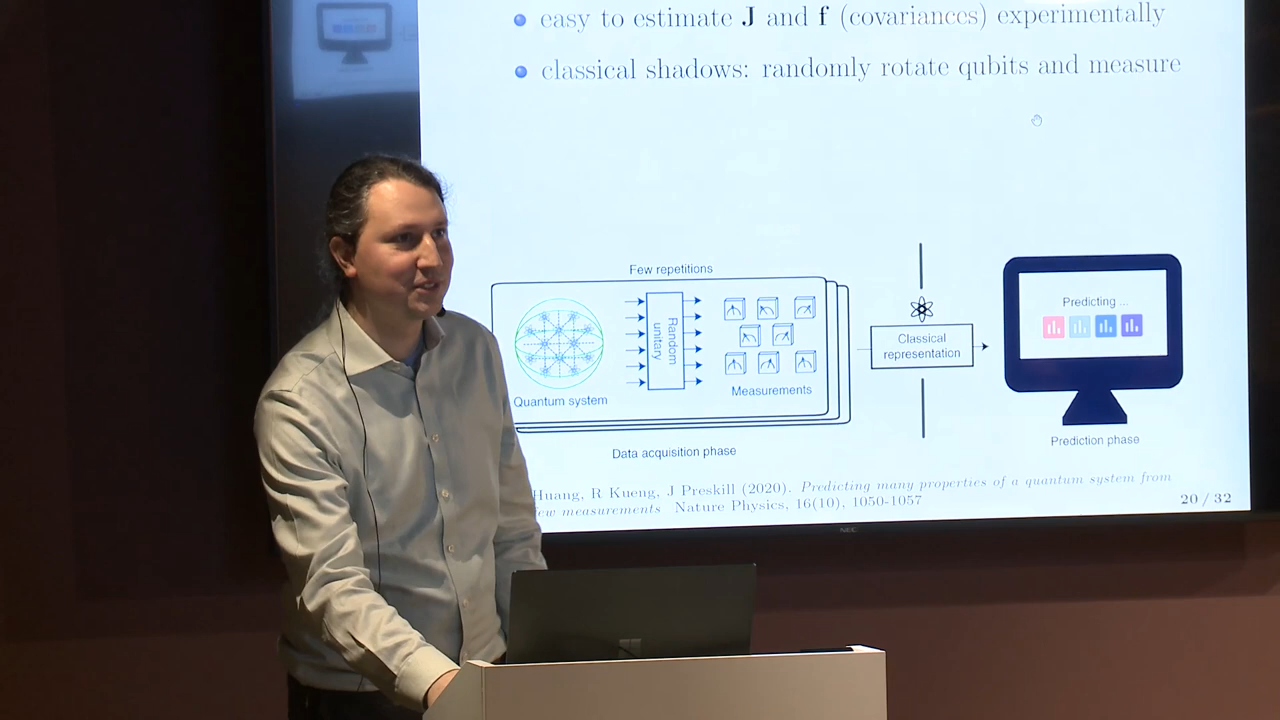 easy to estimate J and f (covariances) experimentally
classical shadows: randomly rotate qubits and measure
Few repetitions
Random
unitary
Quantum system
Measurements
Data acquisition phase
Classical
representation
Predicting ...
Prediction phase
Huang, R Kueng, J Preskill (2020). Predicting many properties of a quantum system from
few measurements Nature Physics, 16(10), 1050-1057
20 / 32
NEC